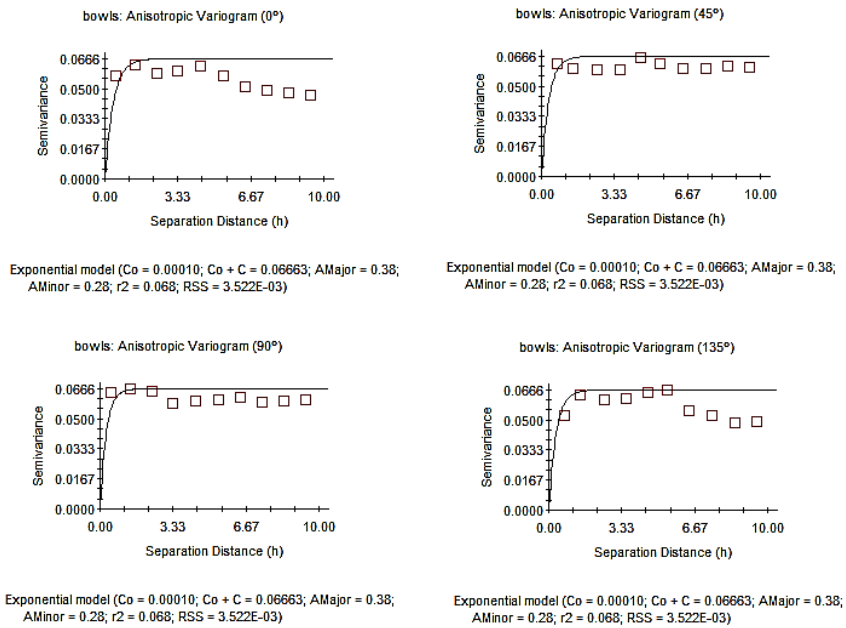 bowls: Anisotropic Variogram (0º)
0.0666
0.0500
0.0333
0.0167
0.0000
Semivariance
0.00 3.33 6.67 10.00
Separation Distance (h)
Exponential model (Co = 0.00010; Co + C = 0.06663; AMajor = 0.38;
AMinor = 0.28; r2 = 0.068; RSS = 3.522E-03)
bowls: Anisotropic Variogram (45º)
0.0666
0.0500
0.0333
0.0167
0.0000
Semivariance
0.00 3.33 6.67 10.00
Separation Distance (h)
Exponential model (Co = 0.00010; Co + C = 0.06663; AMajor = 0.38;
AMinor = 0.28; r2 = 0.068; RSS = 3.522E-03)
bowls: Anisotropic Variogram (90º)
0.0666
0.0500
0.0333
0.0167
0.0000
Semivariance
0.00 3.33 6.67 10.00
Separation Distance (h)
Exponential model (Co = 0.00010; Co + C = 0.06663; AMajor = 0.38;
AMinor = 0.28; r2 = 0.068; RSS = 3.522E-03)
bowls: Anisotropic Variogram (135º)
0.0666
0.0500
0.0333
0.0167
0.0000
Semivariance
0.00 3.33 6.67 10.00
Separation Distance (h)
Exponential model (Co = 0.00010; Co + C = 0.06663; AMajor = 0.38;
AMinor = 0.28; r2 = 0.068; RSS = 3.522E-03)